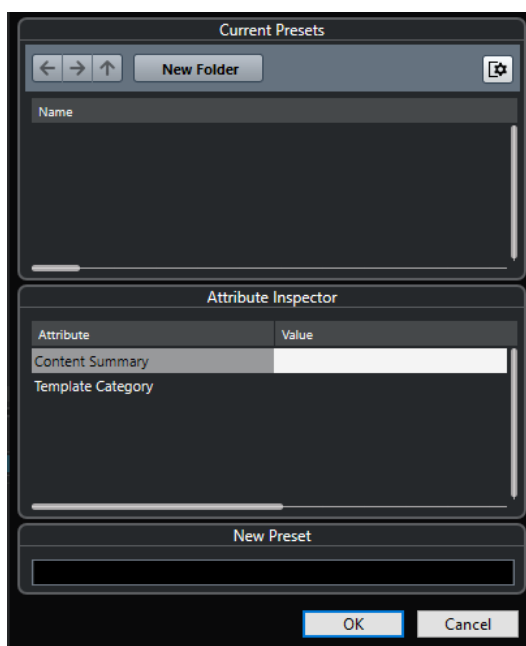 Current Presets
New Folder
Name
Attribute Inspector
Attribute Value
Content Summary
Template Category
New Preset
OK Cancel